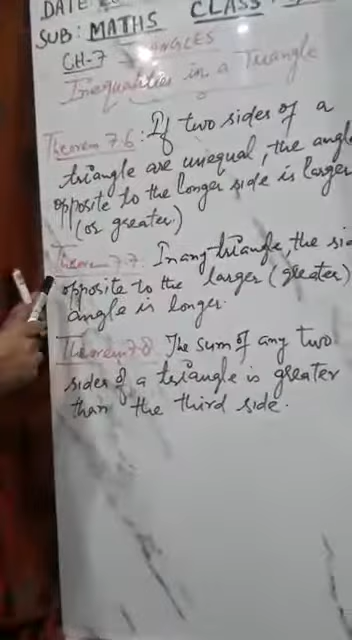 DATE
SUB: MATHS CLASS:
CH-7 TRIANGLES
Inequalities in a Triangle
Theorem 7.6: If two sides of a
triangle are unequal, the angle
opposite to the longer side is larger
(or greater)
Theorem 7.7. In any triangle, the si
opposite to the larger (greater)
angle is longer.
Theorem 7.8 The sum of any two
sides of a triangle is greater
than the third side.